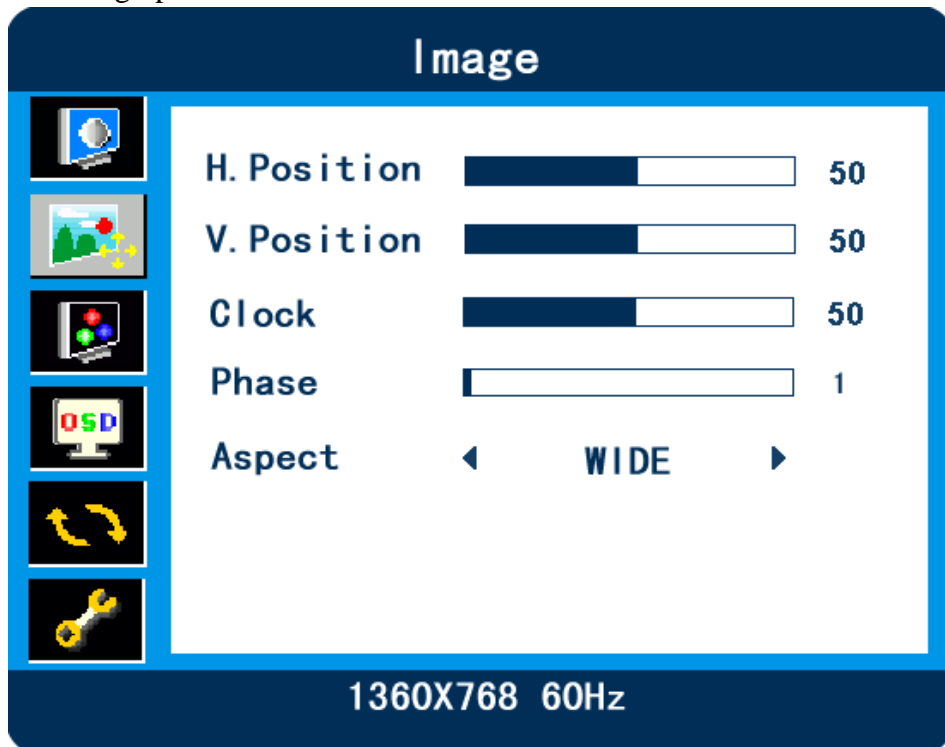 Image
H.Position 50
V.Position 50
Clock 50
Phase 1
OSD
Aspect WIDE
1360X768 60Hz